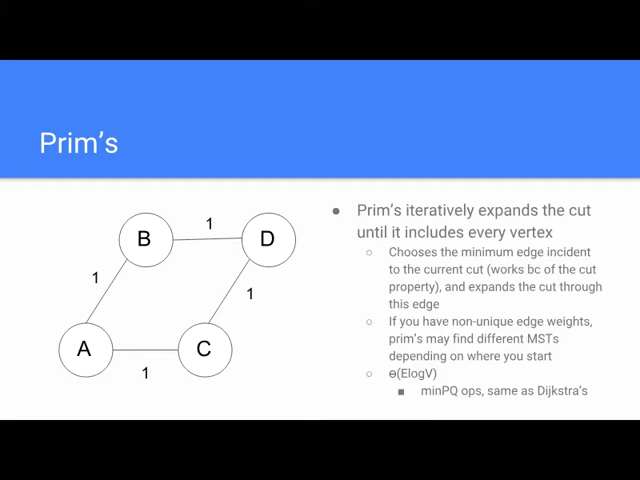 Prim's
B
1
D
1
1
A
C
1
● Prim's iteratively expands the cut
until it includes every vertex
○ Chooses the minimum edge incident
to the current cut (works bc of the cut
property), and expands the cut through
this edge
○ If you have non-unique edge weights,
prim's may find different MSTs
depending on where you start
○ ɵ(ElogV)
■ minPQ ops, same as Dijkstra's